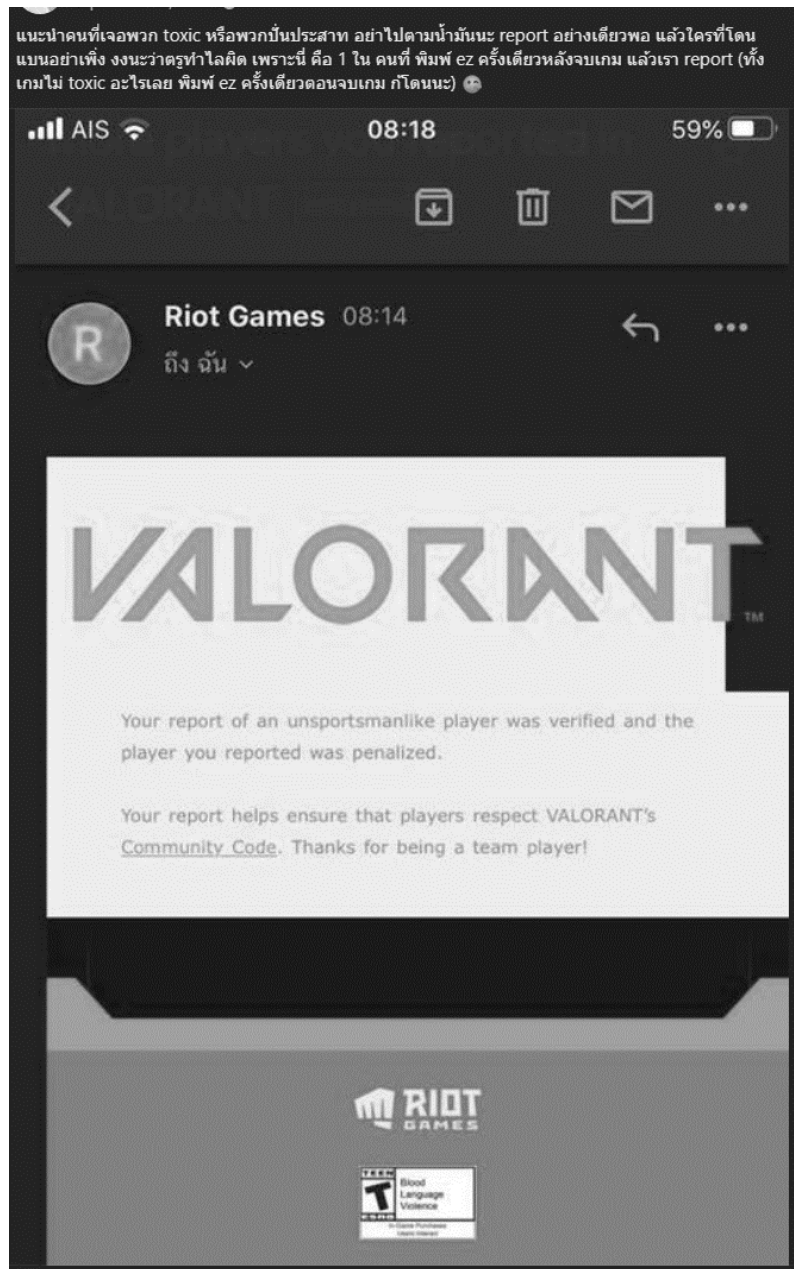 แนะนำคนที่เจอพวก toxic หรือพวกปั่นประสาท อย่าไปตามน้ำมันนะ report อย่างเดียวพอ แล้วใครที่โดน
แบนอย่าเพิ่ง งงนะว่าตรูทำไลผิด เพราะนี่ คือ 1 ใน คนที่ พิมพ์ ez ครั้งเดียวหลังจบเกม แล้วเรา report (ทั้ง
เกมไม่ toxic อะไรเลย พิมพ์ ez ครั้งเดียวตอนจบเกม ก็โดนนะ)
AIS 08:18 59%
Riot Games 08:14
ถึง ฉัน
R
VALORANT TM
Your report of an unsportsmanlike player was verified and the
player you reported was penalized.
Your report helps ensure that players respect VALORANT's
Community Code. Thanks for being a team player!
RIOT
GAMES
TEEN
T
ESRB
Blood
Language
Violence
In-Game Purchases
Users Interact